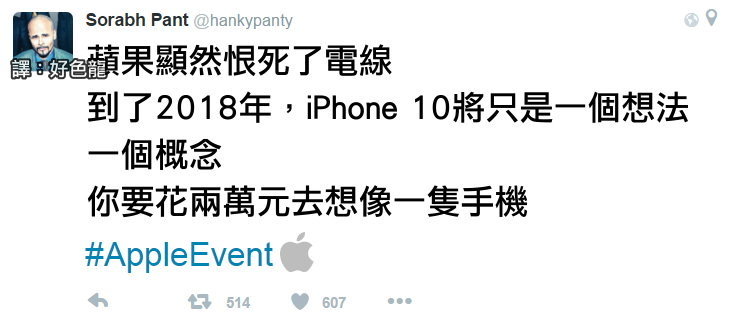 Sorabh Pant @hankypanty
譯：好色龍
蘋果顯然恨死了電線
到了2018年，iPhone 10將只是一個想法
一個概念
你要花兩萬元去想像一隻手機
#AppleEvent
514 607